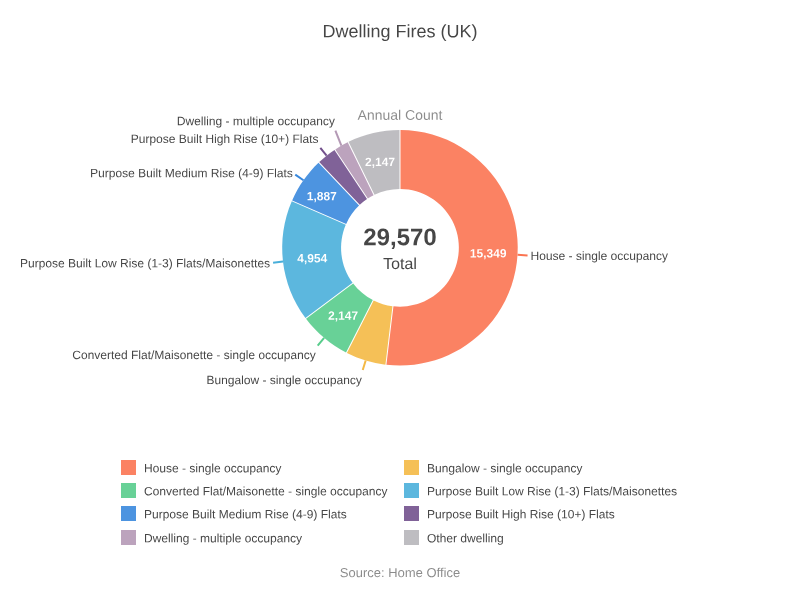 Dwelling Fires (UK)
Annual Count
Dwelling - multiple occupancy
Purpose Built High Rise (10+) Flats
2,147
Purpose Built Medium Rise (4-9) Flats
1,887
29,570
Total
15,349
House - single occupancy
4,954
Purpose Built Low Rise (1-3) Flats/Maisonettes
2,147
Converted Flat/Maisonette - single occupancy
Bungalow - single occupancy
House - single occupancy
Bungalow - single occupancy
Converted Flat/Maisonette - single occupancy
Purpose Built Low Rise (1-3) Flats/Maisonettes
Purpose Built Medium Rise (4-9) Flats
Purpose Built High Rise (10+) Flats
Dwelling - multiple occupancy
Other dwelling
Source: Home Office